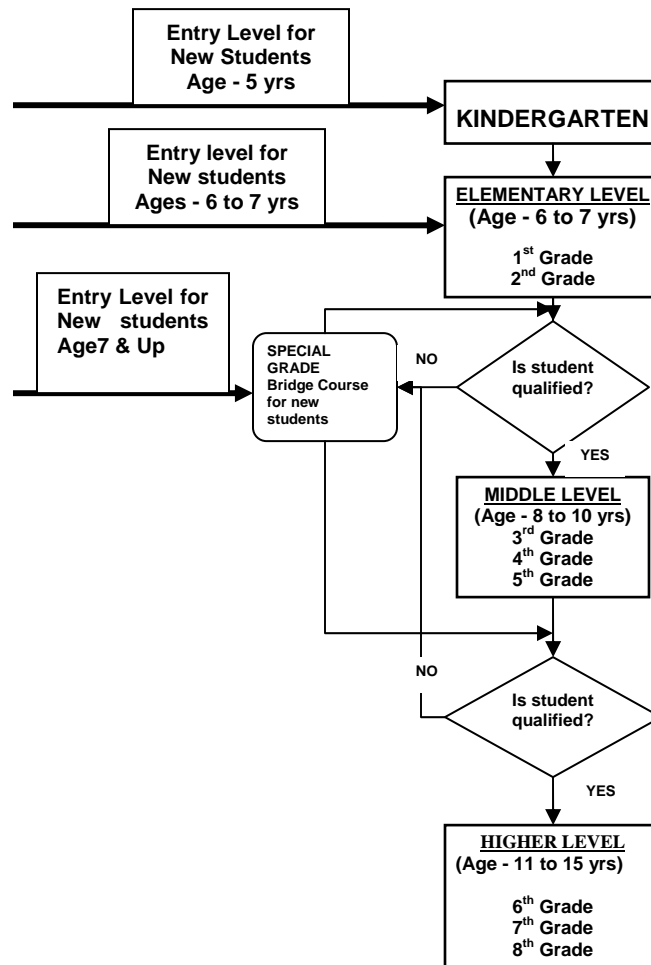 Entry Level for
New Students
Age - 5 yrs
KINDERGARTEN
Entry level for
New students
Ages - 6 to 7 yrs
ELEMENTARY LEVEL
(Age - 6 to 7 yrs)
1st Grade
2nd Grade
Entry Level for
New students
Age7 & Up
SPECIAL
GRADE
Bridge Course
for new
students
NO
Is student
qualified?
YES
MIDDLE LEVEL
(Age - 8 to 10 yrs)
3rd Grade
4th Grade
5th Grade
NO
Is student
qualified?
YES
HIGHER LEVEL
(Age - 11 to 15 yrs)
6th Grade
7th Grade
8th Grade